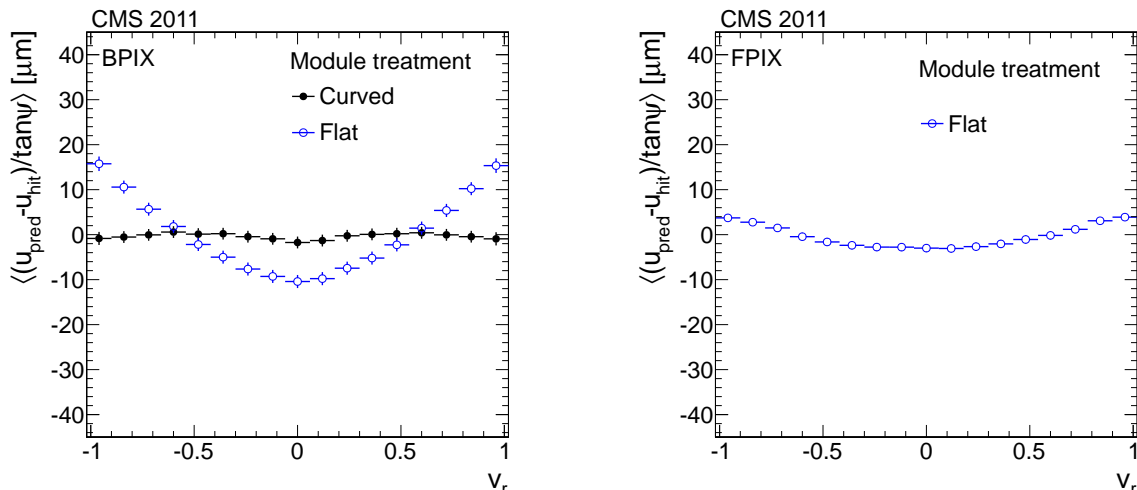 CMS 2011
BPIX
Module treatment
Curved
Flat
⟨(u_pred-u_hit)/tanψ⟩ [μm]
40
30
20
10
0
-10
-20
-30
-40
-1 -0.5 0 0.5 1
v_r
CMS 2011
FPIX
Module treatment
Flat
⟨(u_pred-u_hit)/tanψ⟩ [μm]
40
30
20
10
0
-10
-20
-30
-40
-1 -0.5 0 0.5 1
v_r